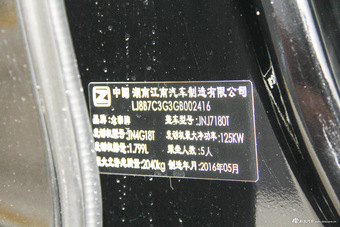 中国 湖南江南汽车制造有限公司
LJ8B7C3G3GB002416
品牌:众泰牌 整车型号:JNJ7180T
发动机型号:JN4G18T 发动机最大净功率:125KW
发动机排量:1.799L 乘坐人数:5人
最大允许总质量:2040kg 制造年月:2016年05月